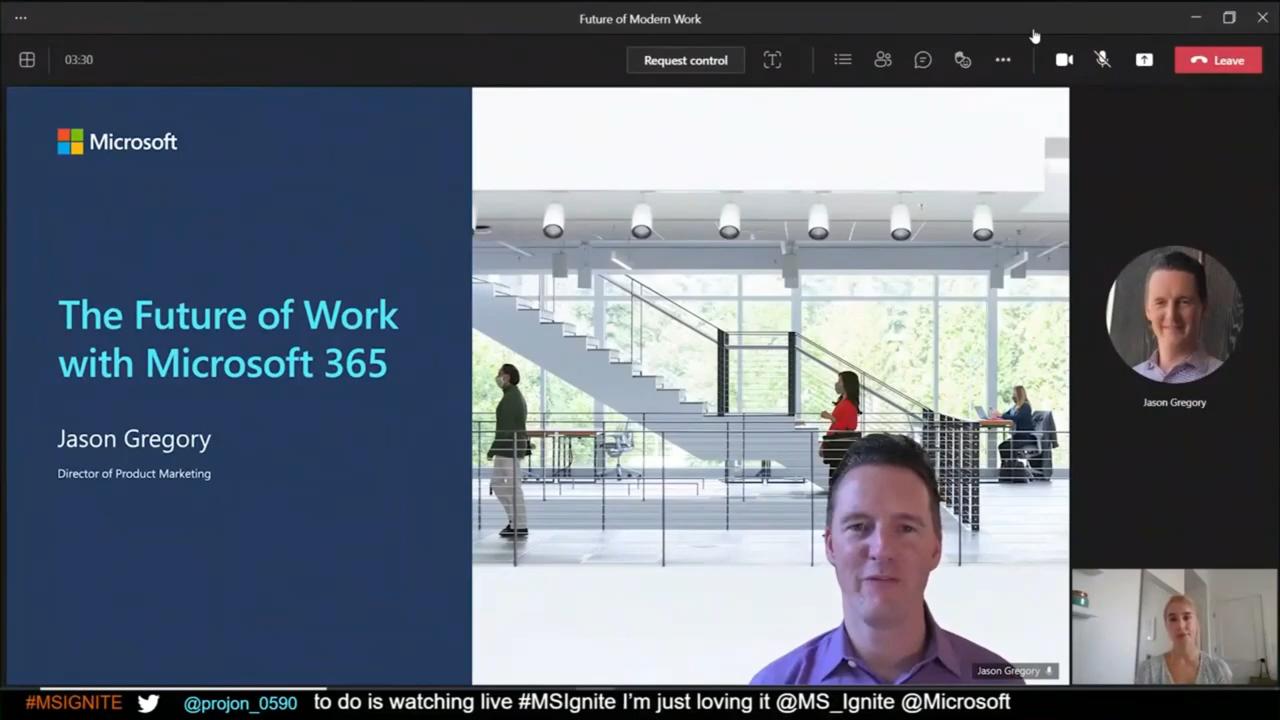 Future of Modern Work
03:30
Request control
Leave
Microsoft
The Future of Work
with Microsoft 365
Jason Gregory
Director of Product Marketing
Jason Gregory
Jason Gregory
#MSIGNITE @projon_0590 to do is watching live #MSIgnite I'm just loving it @MS_Ignite @Microsoft